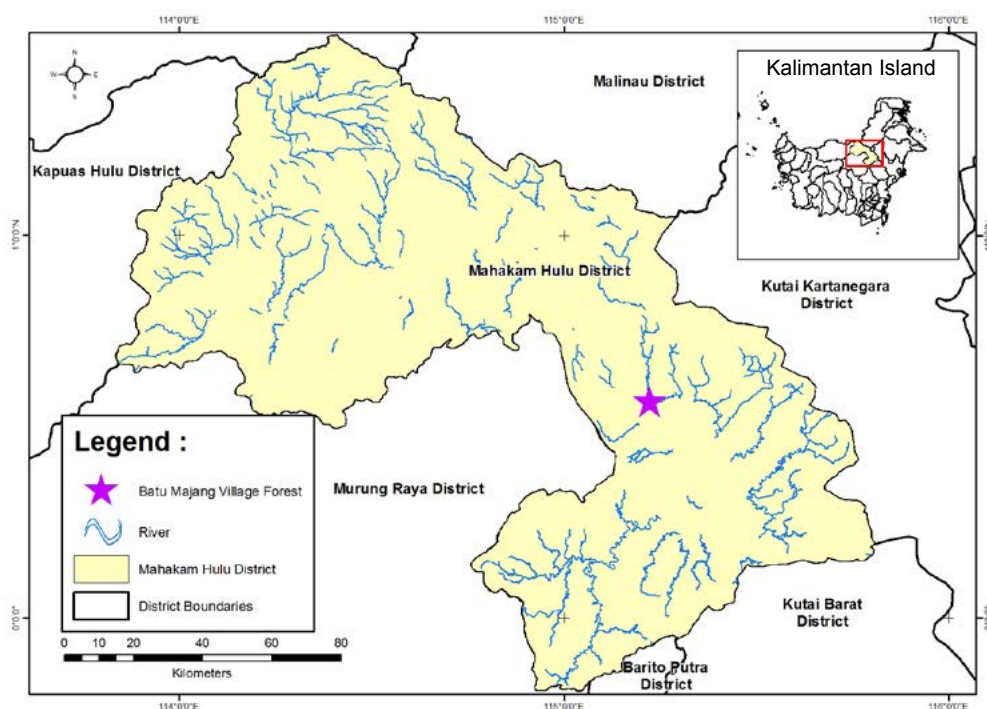 114°0'0"E
115°0'0"E
116°0'0"E
N
W
E
S
Kalimantan Island
Malinau District
Kapuas Hulu District
1°0'0"N
Mahakam Hulu District
Kutai Kartanegara
District
Legend :
Batu Majang Village Forest
River
Mahakam Hulu District
District Boundaries
Murung Raya District
Kutai Barat
District
0°0'0"
0
10
20
40
60
80
Kilometers
Barito Putra
District
114°0'0"E
115°0'0"E
116°0'0"E